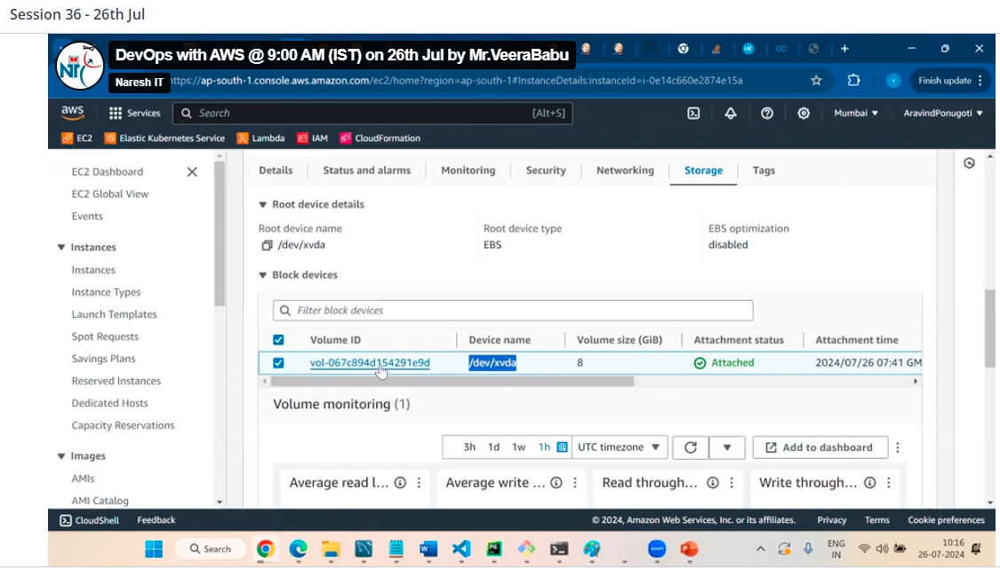 Session 36 - 26th Jul
DevOps with AWS @ 9:00 AM (IST) on 26th Jul by Mr.VeeraBabu
NT
Naresh IT
https://ap-south-1.console.aws.amazon.com/ec2/home?region=ap-south-1#InstanceDetails:instanceId=i-0e14c660e2874e15a
Finish update
aws
Services
Search
[Alt+S]
Mumbai
AravindPonugoti
EC2
Elastic Kubernetes Service
Lambda
IAM
CloudFormation
EC2 Dashboard
EC2 Global View
Events
Instances
Instances
Instance Types
Launch Templates
Spot Requests
Savings Plans
Reserved Instances
Dedicated Hosts
Capacity Reservations
Images
AMIs
AMI Catalog
Details
Status and alarms
Monitoring
Security
Networking
Storage
Tags
Root device details
Root device name
/dev/xvda
Root device type
EBS
EBS optimization
disabled
Block devices
Filter block devices
Volume ID
Device name
Volume size (GiB)
Attachment status
Attachment time
vol-067c894d154291e9d
/dev/xvda
8
Attached
2024/07/26 07:41 GM
Volume monitoring (1)
3h
1d
1w
1h
UTC timezone
Add to dashboard
Average read l...
Average write ...
Read through...
Write through...
CloudShell
Feedback
© 2024, Amazon Web Services, Inc. or its affiliates.
Privacy
Terms
Cookie preferences
Search
zoom
ENG
IN
10:16
26-07-2024